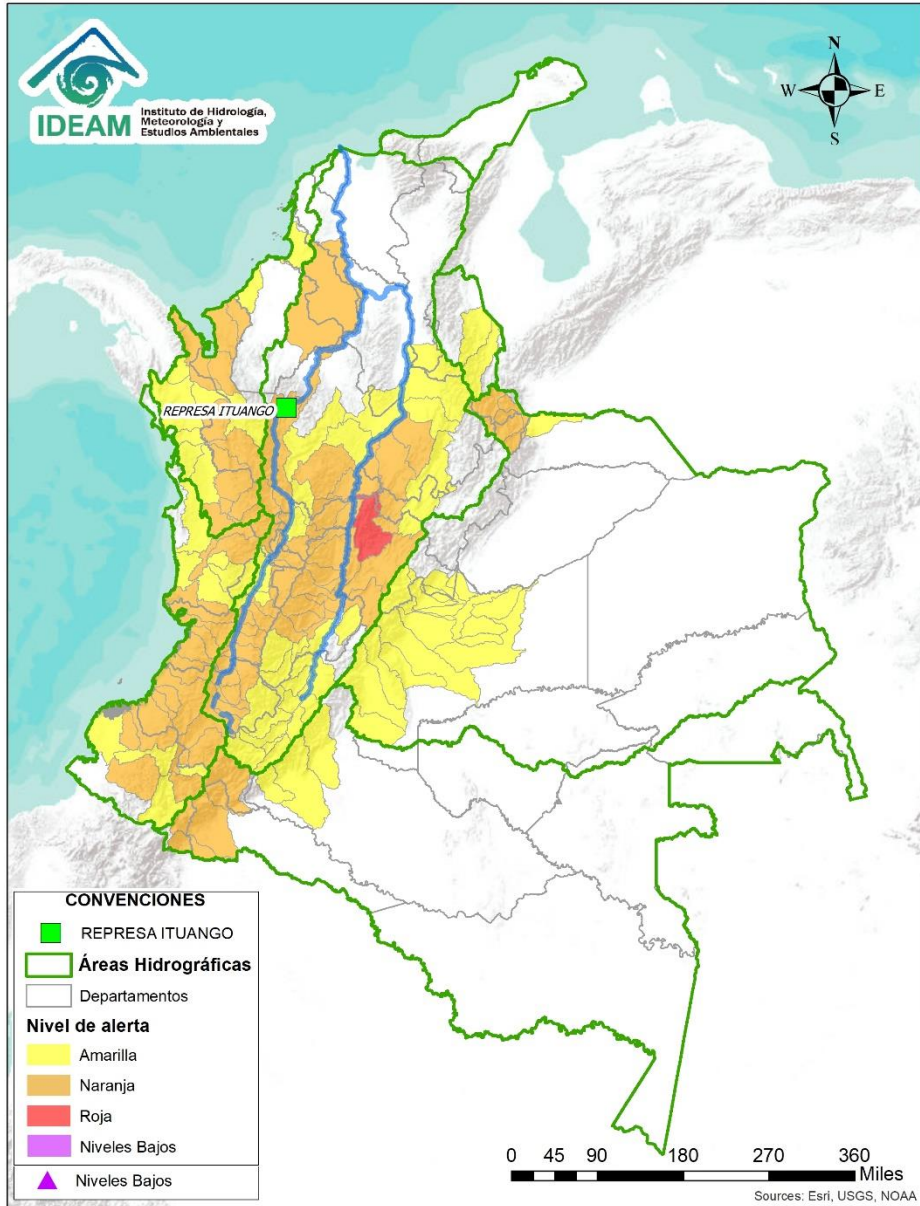 IDEAM
Instituto de Hidrología,
Meteorología y
Estudios Ambientales
N
W
E
S
REPRESA ITUANGO
CONVENCIONES
REPRESA ITUANGO
Áreas Hidrográficas
Departamentos
Nivel de alerta
Amarilla
Naranja
Roja
Niveles Bajos
Niveles Bajos
0 45 90 180 270 360
Miles
Sources: Esri, USGS, NOAA